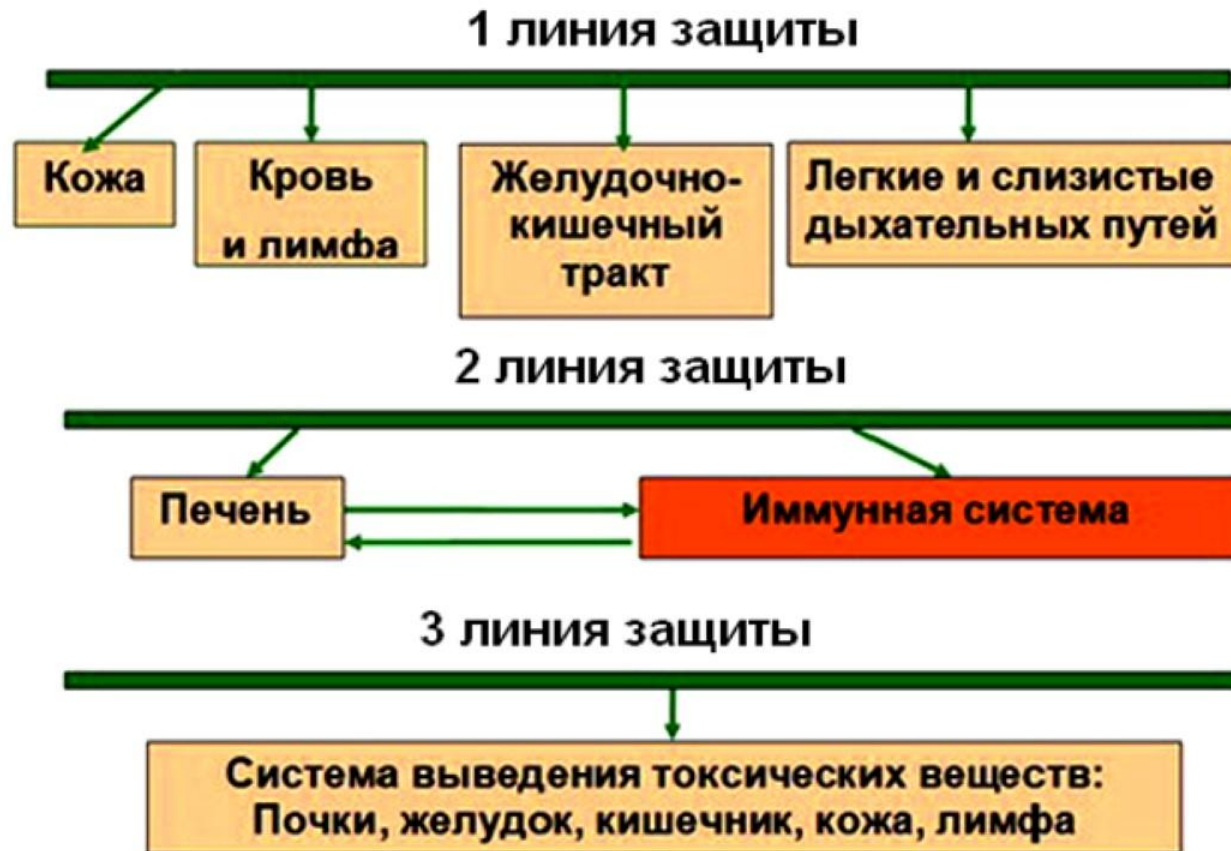 1 линия защиты
Кожа
Кровь
и лимфа
Желудочно-
кишечный
тракт
Легкие и слизистые
дыхательных путей
2 линия защиты
Печень
Иммунная система
3 линия защиты
Система выведения токсических веществ:
Почки, желудок, кишечник, кожа, лимфа